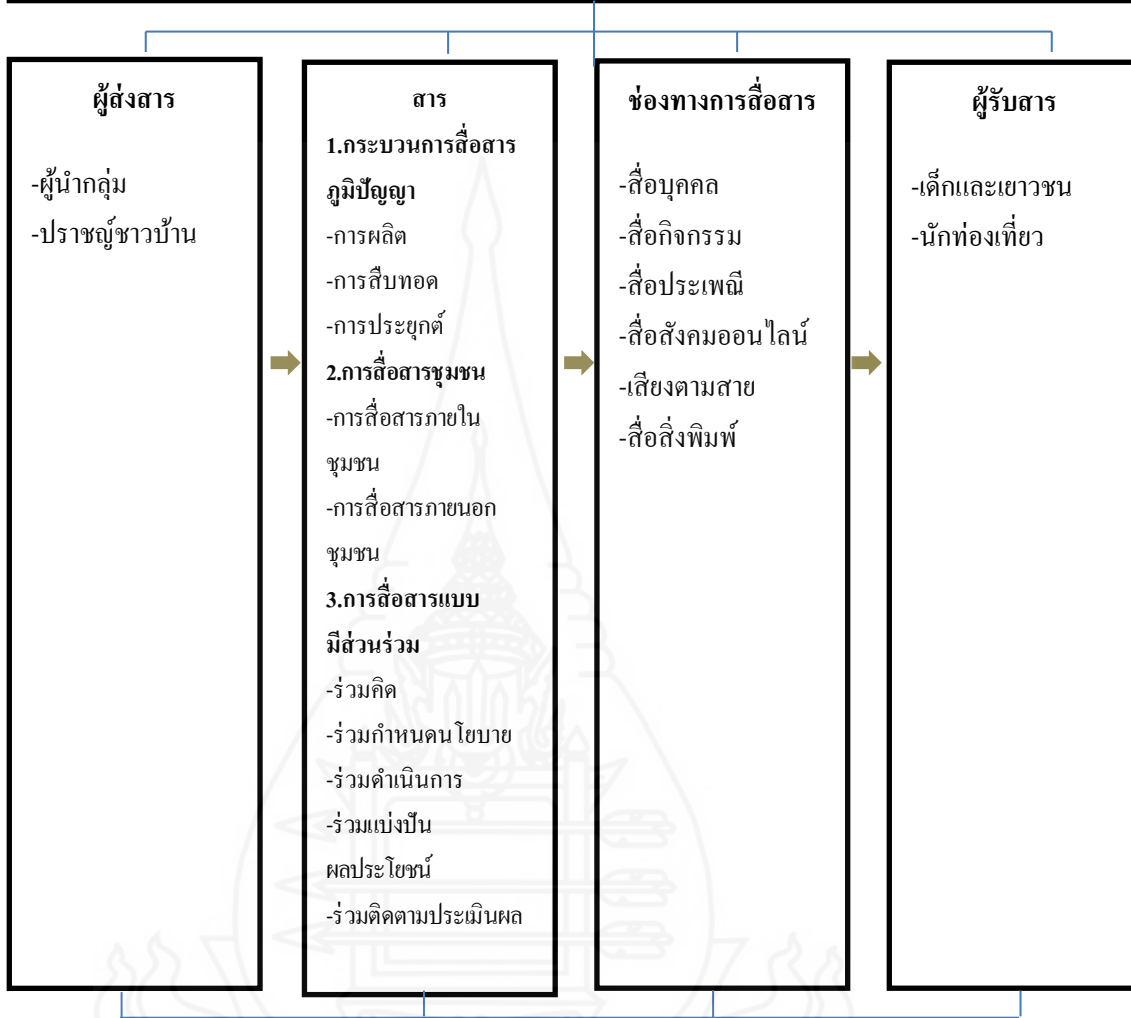 ผู้ส่งสาร
-ผู้นำกลุ่ม
-ปราชญ์ชาวบ้าน
สาร
1.กระบวนการสื่อสาร
ภูมิปัญญา
-การผลิต
-การสืบทอด
-การประยุกต์
2.การสื่อสารชุมชน
-การสื่อสารภายใน
ชุมชน
-การสื่อสารภายนอก
ชุมชน
3.การสื่อสารแบบ
มีส่วนร่วม
-ร่วมคิด
-ร่วมกำหนดนโยบาย
-ร่วมดำเนินการ
-ร่วมแบ่งปัน
ผลประโยชน์
-ร่วมติดตามประเมินผล
ช่องทางการสื่อสาร
-สื่อบุคคล
-สื่อกิจกรรม
-สื่อประเพณี
-สื่อสังคมออนไลน์
-เสียงตามสาย
-สื่อสิ่งพิมพ์
ผู้รับสาร
-เด็กและเยาวชน
-นักท่องเที่ยว